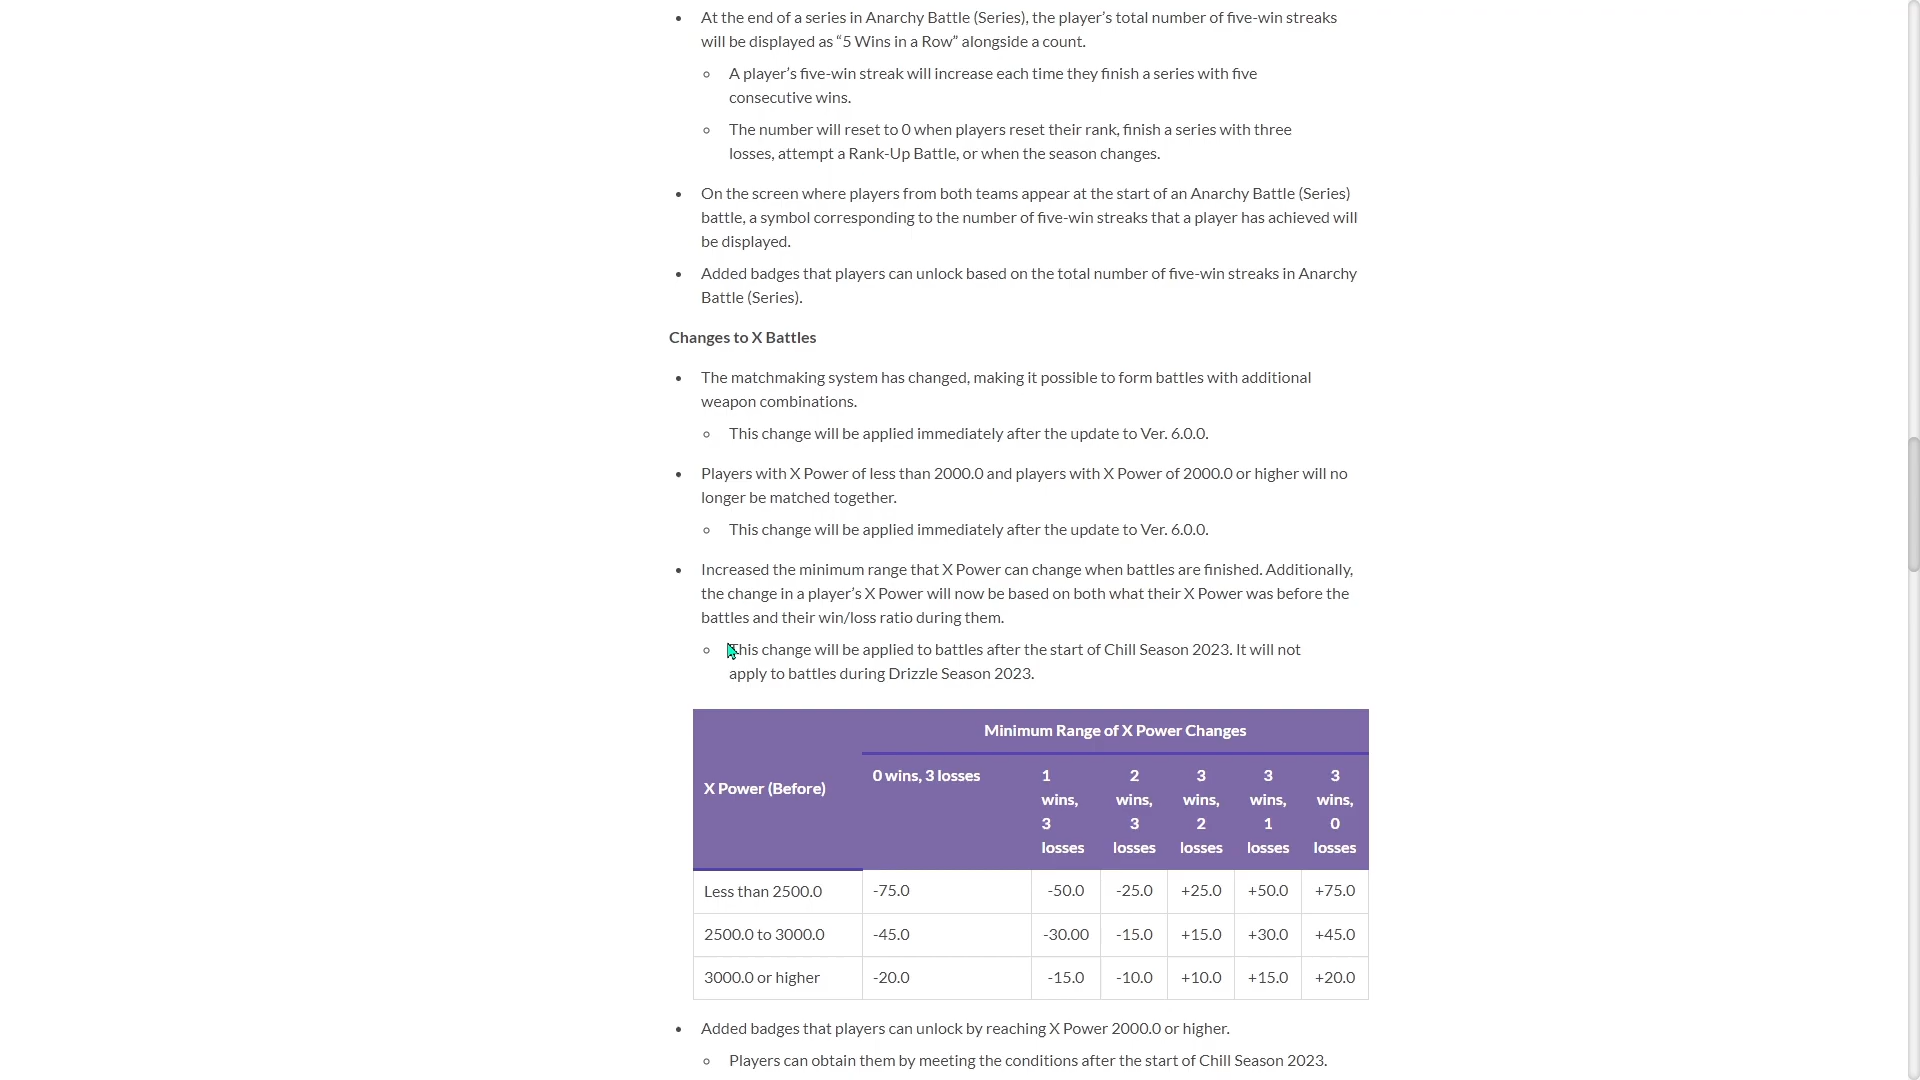 At the end of a series in Anarchy Battle (Series), the player’s total number of five-win streaks
will be displayed as “5 Wins in a Row” alongside a count.
A player’s five-win streak will increase each time they finish a series with five
consecutive wins.
The number will reset to 0 when players reset their rank, finish a series with three
losses, attempt a Rank-Up Battle, or when the season changes.
On the screen where players from both teams appear at the start of an Anarchy Battle (Series)
battle, a symbol corresponding to the number of five-win streaks that a player has achieved will
be displayed.
Added badges that players can unlock based on the total number of five-win streaks in Anarchy
Battle (Series).
Changes to X Battles
The matchmaking system has changed, making it possible to form battles with additional
weapon combinations.
This change will be applied immediately after the update to Ver. 6.0.0.
Players with X Power of less than 2000.0 and players with X Power of 2000.0 or higher will no
longer be matched together.
This change will be applied immediately after the update to Ver. 6.0.0.
Increased the minimum range that X Power can change when battles are finished. Additionally,
the change in a player’s X Power will now be based on both what their X Power was before the
battles and their win/loss ratio during them.
This change will be applied to battles after the start of Chill Season 2023. It will not
apply to battles during Drizzle Season 2023.
X Power (Before)
Minimum Range of X Power Changes
0 wins, 3 losses
1
wins,
3
losses
2
wins,
3
losses
3
wins,
2
losses
3
wins,
1
losses
3
wins,
0
losses
Less than 2500.0 -75.0 -50.0 -25.0 +25.0 +50.0 +75.0
2500.0 to 3000.0 -45.0 -30.00 -15.0 +15.0 +30.0 +45.0
3000.0 or higher -20.0 -15.0 -10.0 +10.0 +15.0 +20.0
Added badges that players can unlock by reaching X Power 2000.0 or higher.
Players can obtain them by meeting the conditions after the start of Chill Season 2023.